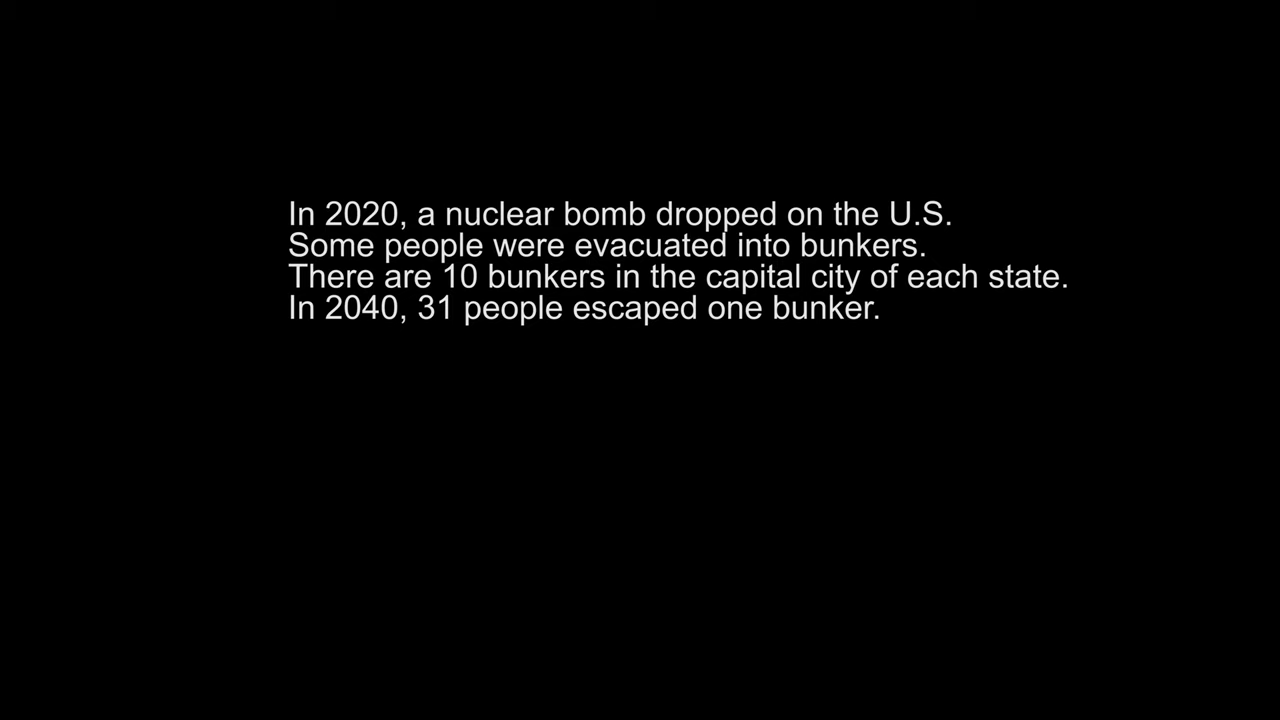 In 2020, a nuclear bomb dropped on the U.S.
Some people were evacuated into bunkers.
There are 10 bunkers in the capital city of each state.
In 2040, 31 people escaped one bunker.